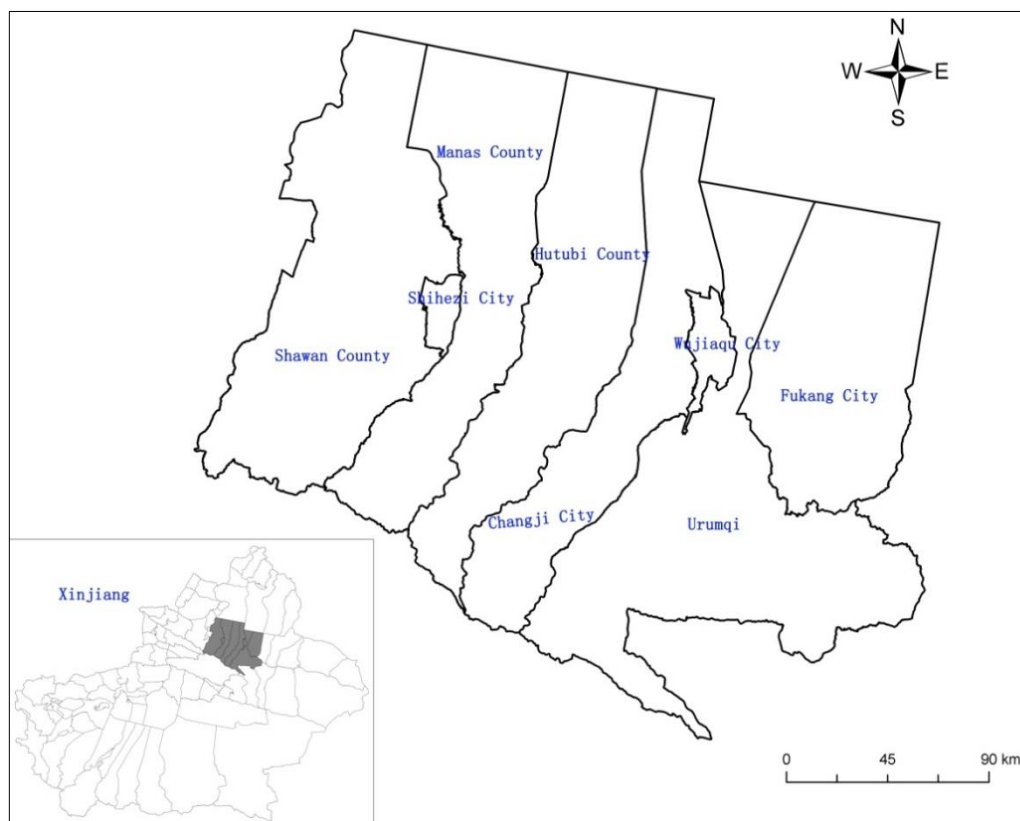 N
W E
S
Manas County
Hutubi County
Shihezi City
Wujiaqu City
Shawan County
Fukang City
Changji City
Urumqi
Xinjiang
0 45 90 km